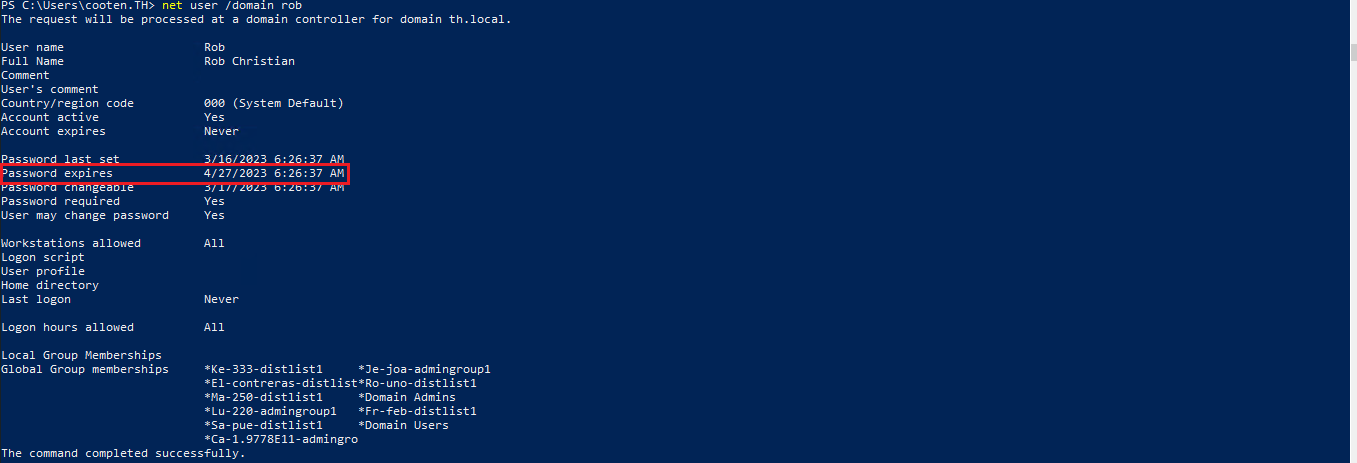 PS C:\Users\cooten.TH> net user /domain rob
The request will be processed at a domain controller for domain th.local.
User name Rob
Full Name Rob Christian
Comment
User's comment
Country/region code 000 (System Default)
Account active Yes
Account expires Never
Password last set 3/16/2023 6:26:37 AM
Password expires 4/27/2023 6:26:37 AM
Password changeable 3/17/2023 6:26:37 AM
Password required Yes
User may change password Yes
Workstations allowed All
Logon script
User profile
Home directory
Last logon Never
Logon hours allowed All
Local Group Memberships
Global Group memberships *Ke-333-distlist1 *Je-joa-admingroup1
*El-contreras-distlist*Ro-uno-distlist1
*Ma-250-distlist1 *Domain Admins
*Lu-220-admingroup1 *Fr-feb-distlist1
*Sa-pue-distlist1 *Domain Users
*Ca-1.9778E11-admingro
The command completed successfully.